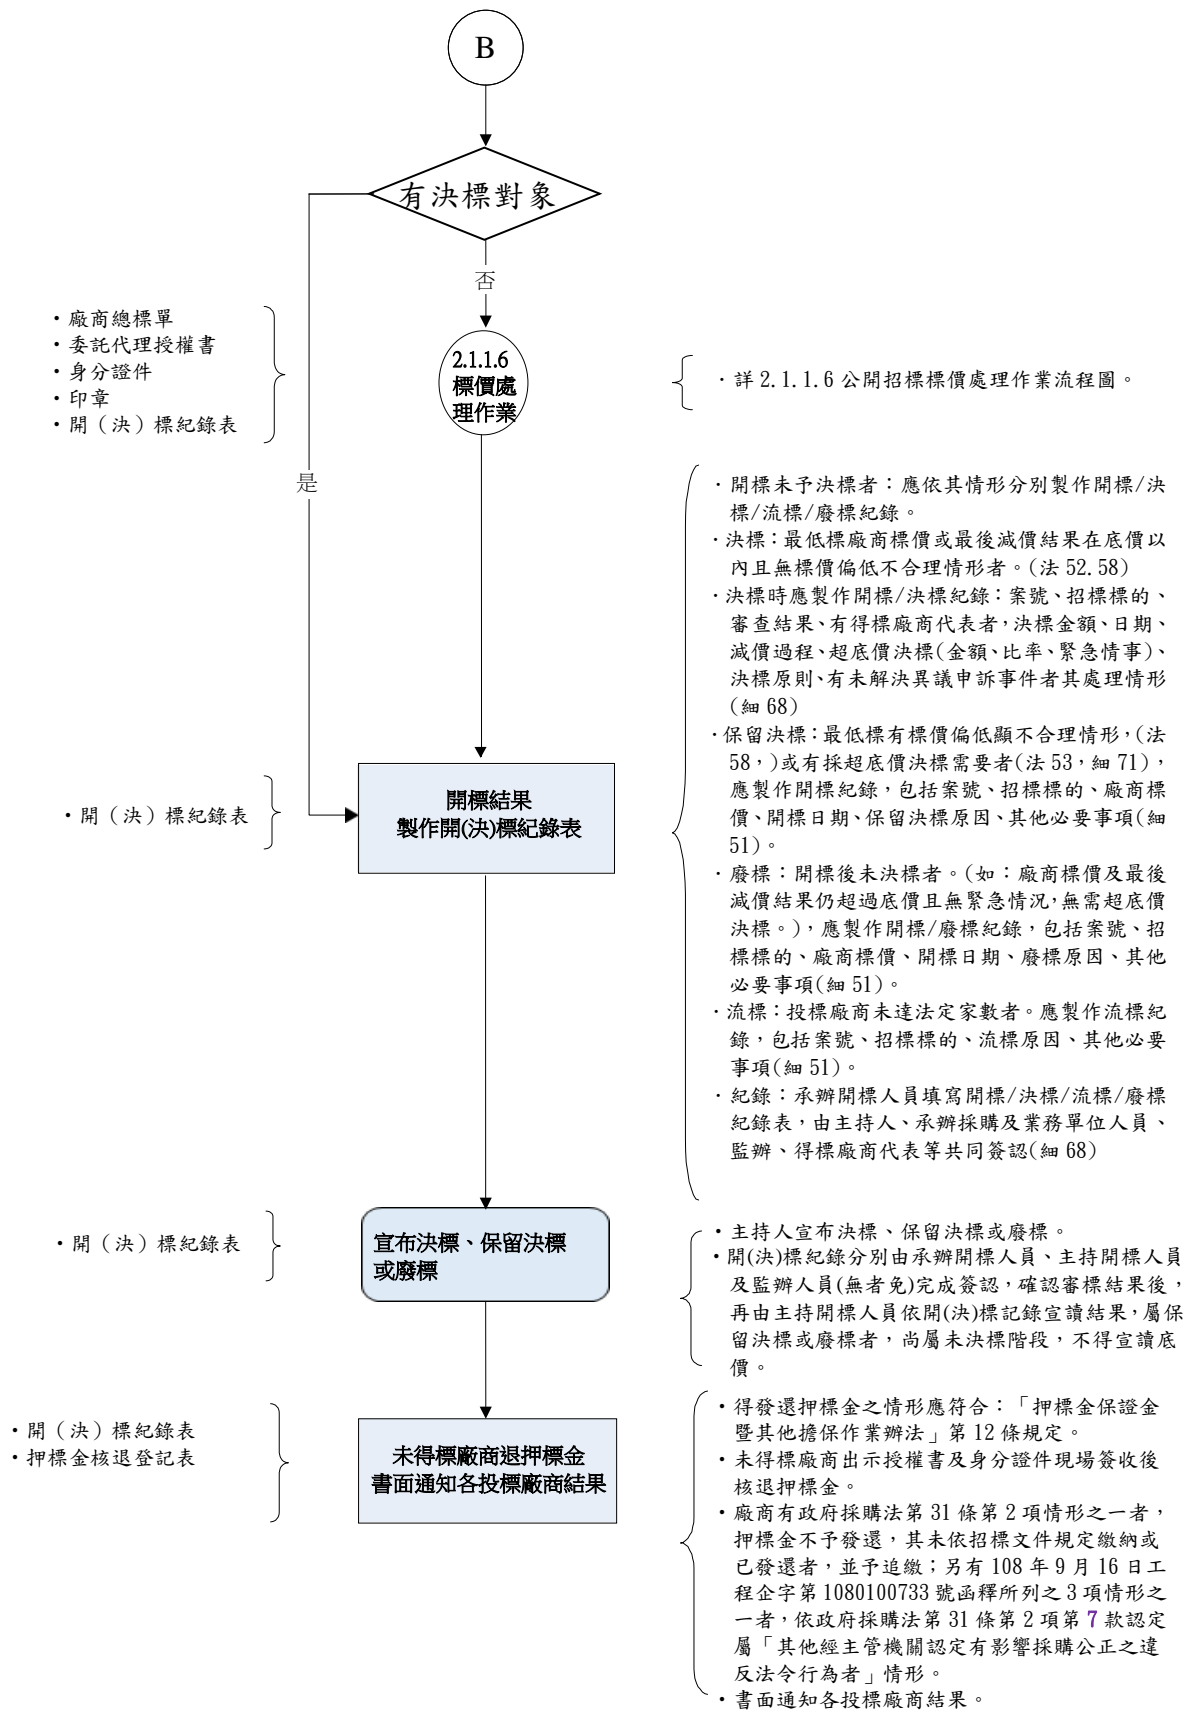 B
有決標對象
否
・廠商總標單
・委託代理授權書
・身分證件
・印章
・開（決）標紀錄表
2.1.1.6
標價處
理作業
・詳 2.1.1.6 公開招標標價處理作業流程圖。
是
・開標未予決標者：應依其情形分別製作開標/決
標/流標/廢標紀錄。
・決標：最低標廠商標價或最後減價結果在底價以
內且無標價偏低不合理情形者。(法 52.58)
・決標時應製作開標/決標紀錄：案號、招標標的、
審查結果、有得標廠商代表者，決標金額、日期、
減價過程、超底價決標(金額、比率、緊急情事)、
決標原則、有未解決異議申訴事件者其處理情形
(細 68)
・保留決標：最低標有標價偏低顯不合理情形，(法
58，)或有採超底價決標需要者(法 53，細 71)，
應製作開標紀錄，包括案號、招標標的、廠商標
價、開標日期、保留決標原因、其他必要事項(細
51)。
・廢標：開標後未決標者。(如：廠商標價及最後
減價結果仍超過底價且無緊急情況，無需超底價
決標。)，應製作開標/廢標紀錄，包括案號、招
標標的、廠商標價、開標日期、廢標原因、其他
必要事項(細 51)。
・流標：投標廠商未達法定家數者。應製作流標紀
錄，包括案號、招標標的、流標原因、其他必要
事項(細 51)。
・紀錄：承辦開標人員填寫開標/決標/流標/廢標
紀錄表，由主持人、承辦採購及業務單位人員、
監辦、得標廠商代表等共同簽認(細 68)
・開（決）標紀錄表
開標結果
製作開(決)標紀錄表
・開（決）標紀錄表
宣布決標、保留決標
或廢標
・主持人宣布決標、保留決標或廢標。
・開(決)標紀錄分別由承辦開標人員、主持開標人員
及監辦人員(無者免)完成簽認，確認審標結果後，
再由主持開標人員依開(決)標記錄宣讀結果，屬保
留決標或廢標者，尚屬未決標階段，不得宣讀底
價。
・開（決）標紀錄表
・押標金核退登記表
未得標廠商退押標金
書面通知各投標廠商結果
・得發還押標金之情形應符合：「押標金保證金
暨其他擔保作業辦法」第 12 條規定。
・未得標廠商出示授權書及身分證件現場簽收後
核退押標金。
・廠商有政府採購法第 31 條第 2 項情形之一者，
押標金不予發還，其未依招標文件規定繳納或
已發還者，並予追繳；另有 108 年 9 月 16 日工
程企字第 1080100733 號函釋所列之 3 項情形之
一者，依政府採購法第 31 條第 2 項第 7 款認定
屬「其他經主管機關認定有影響採購公正之違
反法令行為者」情形。
・書面通知各投標廠商結果。